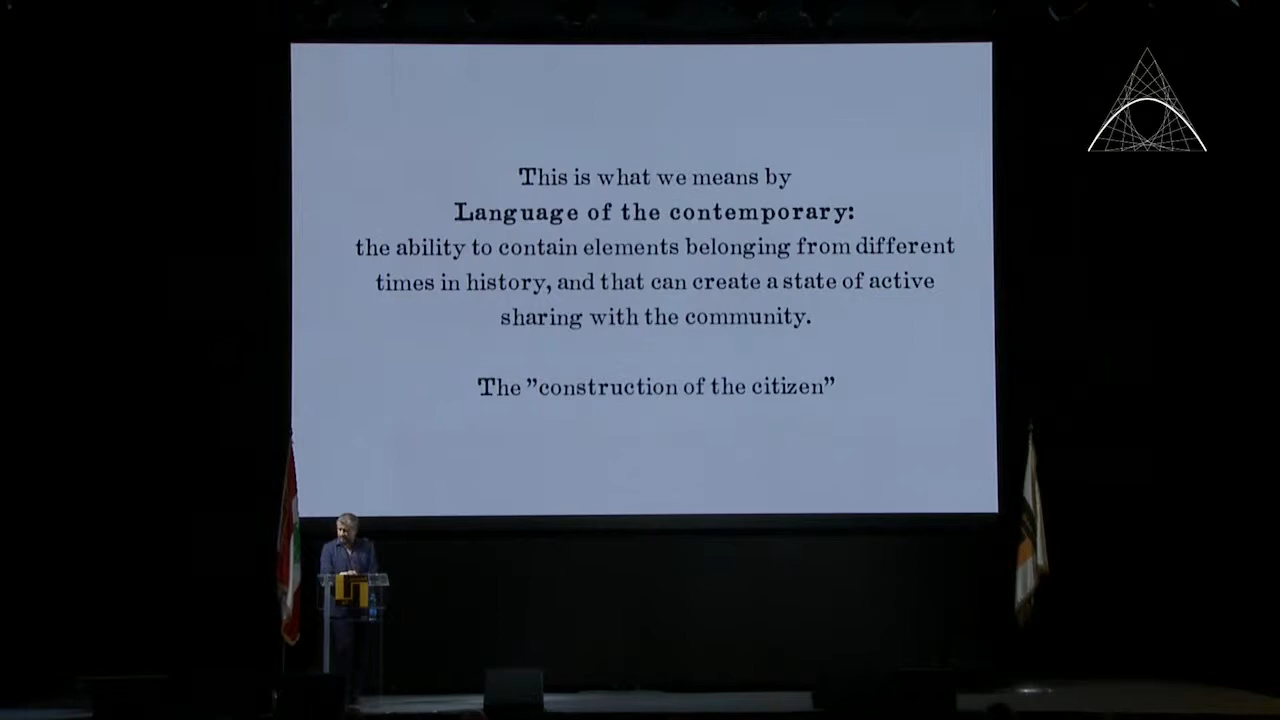 This is what we means by
Language of the contemporary:
the ability to contain elements belonging from different
times in history, and that can create a state of active
sharing with the community.
The ”construction of the citizen”